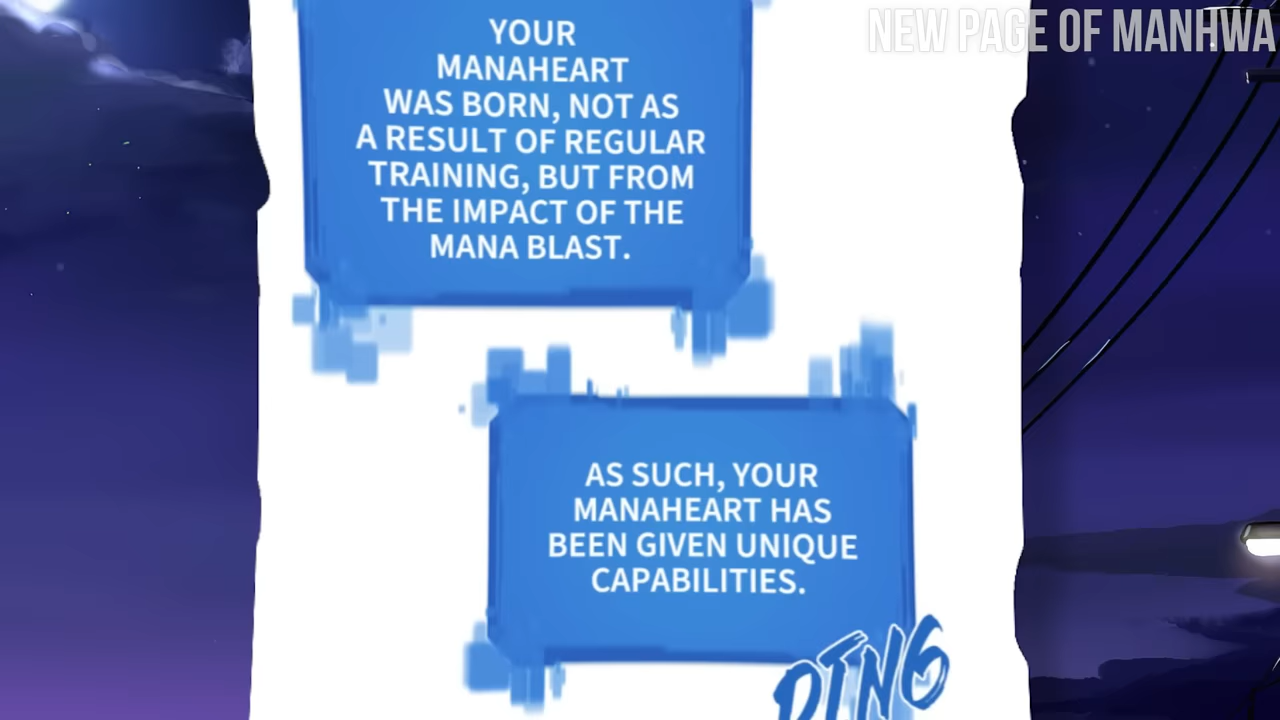 NEW PAGE OF MANHWA
YOUR
MANAHEART
WAS BORN, NOT AS
A RESULT OF REGULAR
TRAINING, BUT FROM
THE IMPACT OF THE
MANA BLAST.
AS SUCH, YOUR
MANAHEART HAS
BEEN GIVEN UNIQUE
CAPABILITIES.
DING